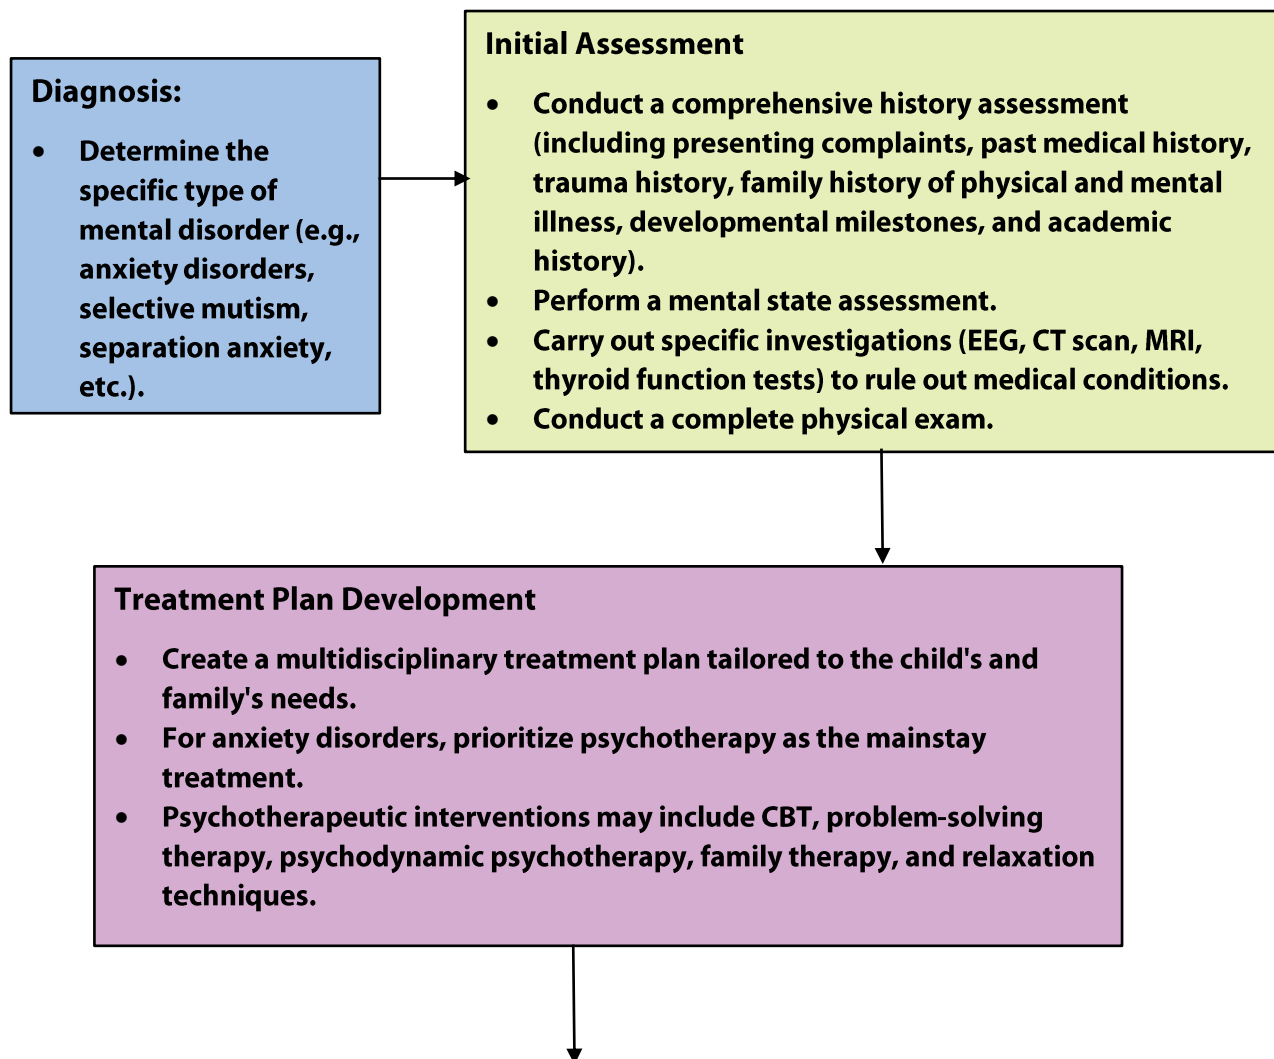 Diagnosis:
• Determine the
specific type of
mental disorder (e.g.,
anxiety disorders,
selective mutism,
separation anxiety,
etc.).
Initial Assessment
• Conduct a comprehensive history assessment
(including presenting complaints, past medical history,
trauma history, family history of physical and mental
illness, developmental milestones, and academic
history).
• Perform a mental state assessment.
• Carry out specific investigations (EEG, CT scan, MRI,
thyroid function tests) to rule out medical conditions.
• Conduct a complete physical exam.
Treatment Plan Development
• Create a multidisciplinary treatment plan tailored to the child's and
family's needs.
• For anxiety disorders, prioritize psychotherapy as the mainstay
treatment.
• Psychotherapeutic interventions may include CBT, problem-solving
therapy, psychodynamic psychotherapy, family therapy, and relaxation
techniques.